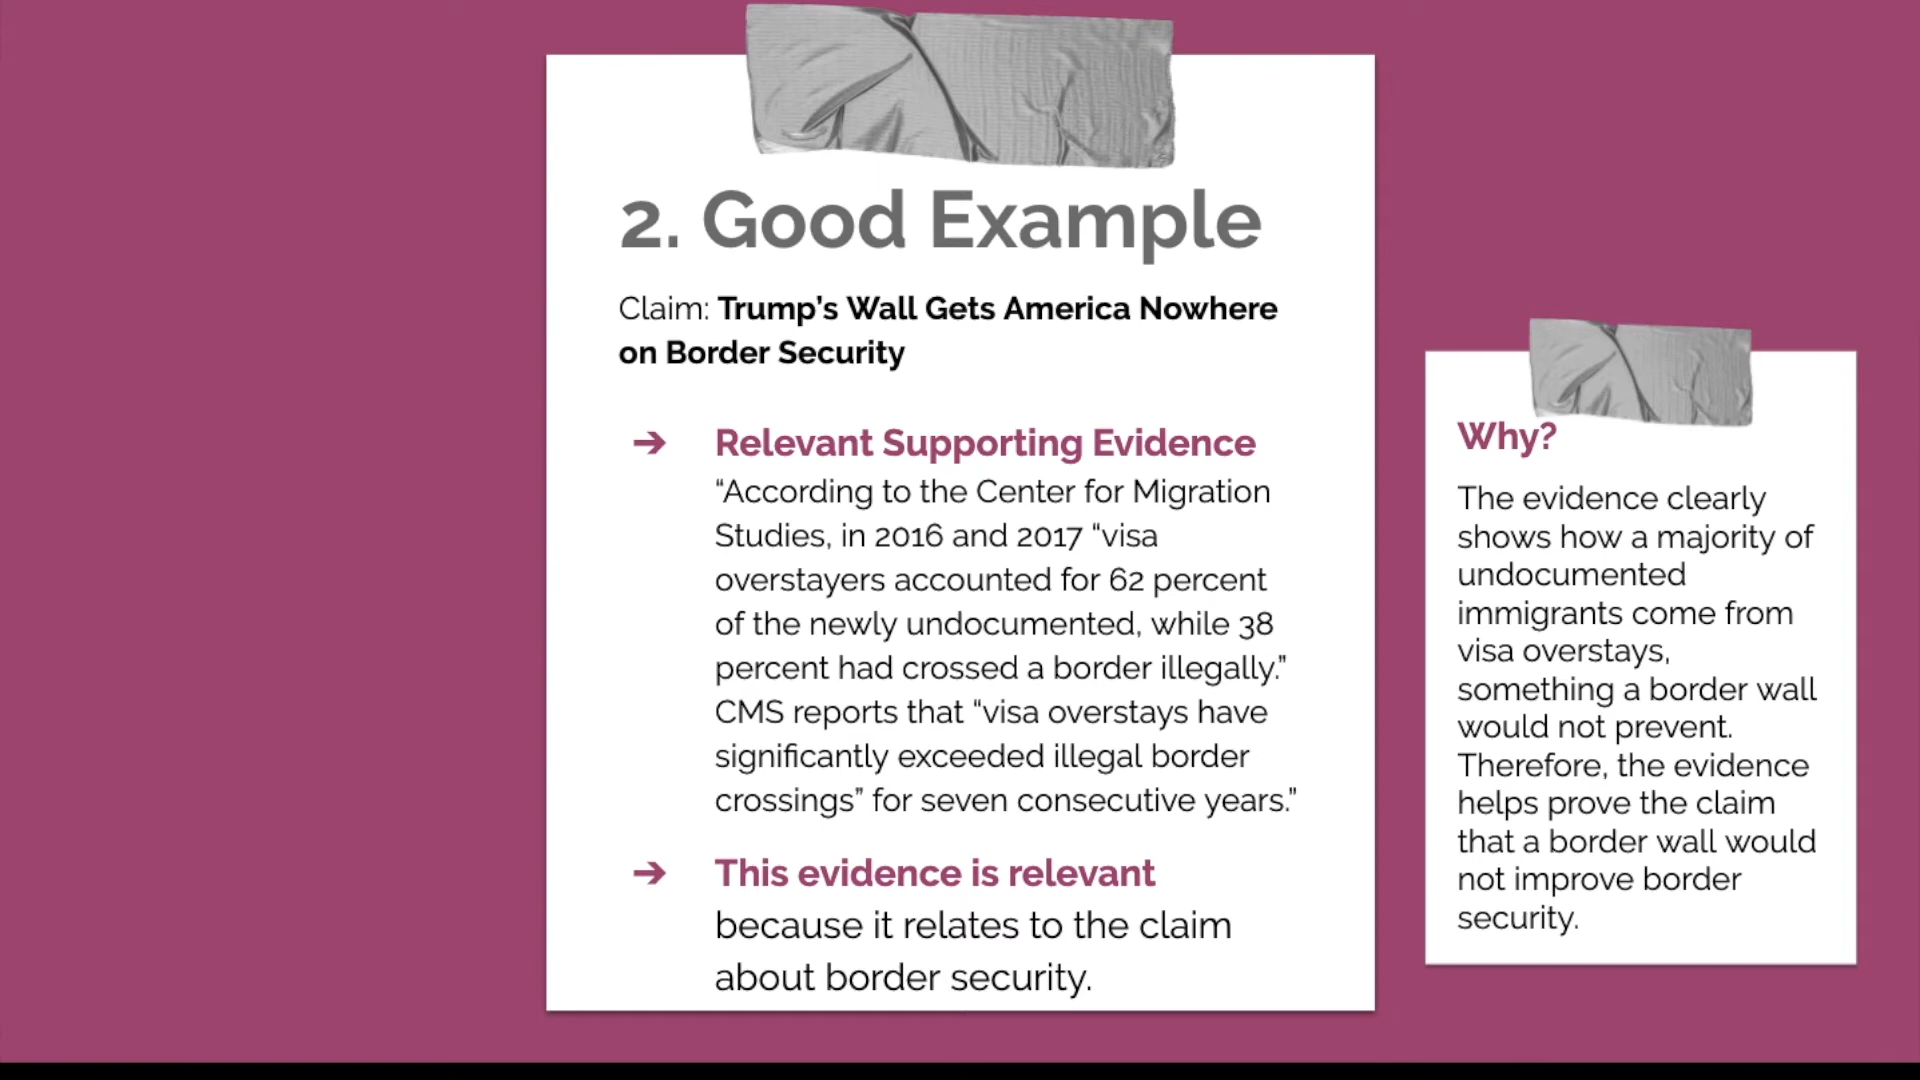 2. Good Example
Claim: Trump's Wall Gets America Nowhere
on Border Security
➔ Relevant Supporting Evidence
“According to the Center for Migration
Studies, in 2016 and 2017 “visa
overstayers accounted for 62 percent
of the newly undocumented, while 38
percent had crossed a border illegally.”
CMS reports that “visa overstays have
significantly exceeded illegal border
crossings” for seven consecutive years.”
➔ This evidence is relevant
because it relates to the claim
about border security.
Why?
The evidence clearly
shows how a majority of
undocumented
immigrants come from
visa overstays,
something a border wall
would not prevent.
Therefore, the evidence
helps prove the claim
that a border wall would
not improve border
security.